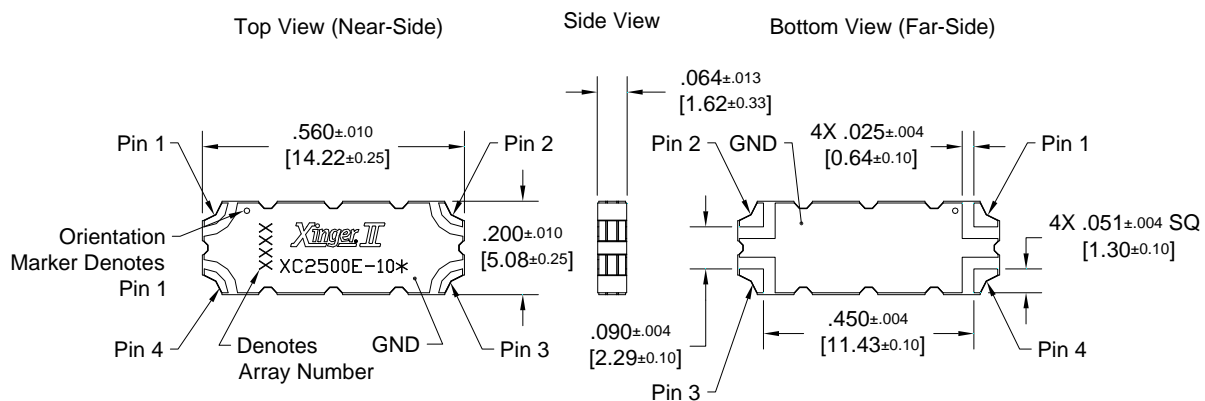 Top View (Near-Side)
Side View
Bottom View (Far-Side)
.064±.013
[1.62±0.33]
Pin 1
.560±.010
[14.22±0.25]
Pin 2
Pin 2
GND
4X .025±.004
[0.64±0.10]
Pin 1
Orientation
Marker Denotes
Pin 1
XXXX
Xinger II
XC2500E-10*
.200±.010
[5.08±0.25]
4X .051±.004 SQ
[1.30±0.10]
Pin 4
Denotes
Array Number
GND
Pin 3
.090±.004
[2.29±0.10]
Pin 3
.450±.004
[11.43±0.10]
Pin 4